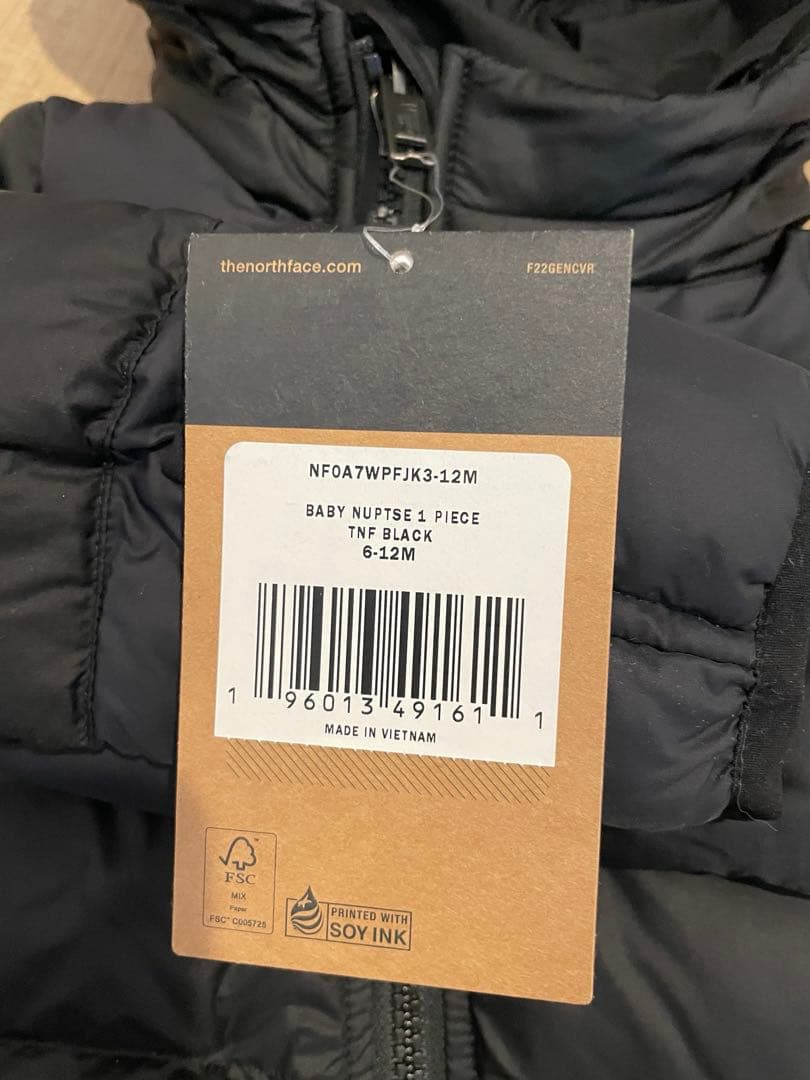 thenorthface.com F22GENCVR
NF0A7WPFJK3-12M
BABY NUPTSE 1 PIECE
TNF BLACK
6-12M
1 96013 49161 1
MADE IN VIETNAM
FSC
MIX
Paper
FSC® C005725
PRINTED WITH
SOY INK